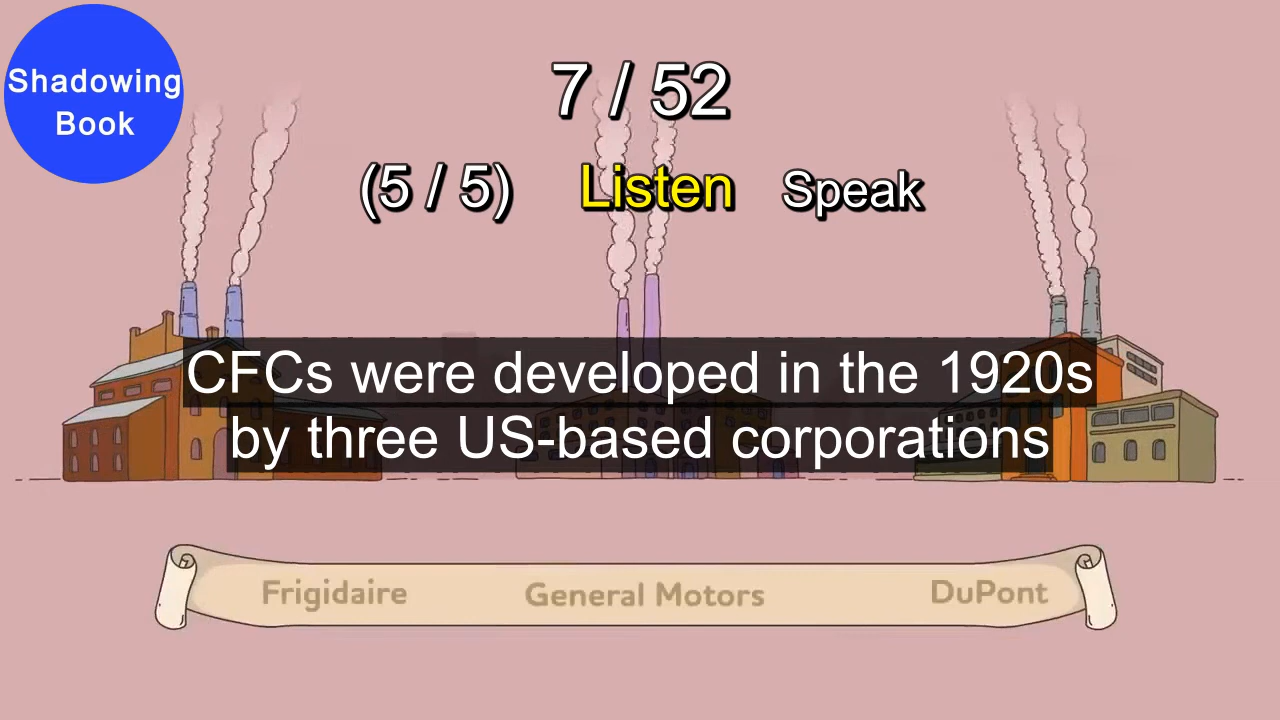 Shadowing
Book
7 / 52
(5 / 5) Listen Speak
CFCs were developed in the 1920s
by three US-based corporations
Frigidaire General Motors DuPont